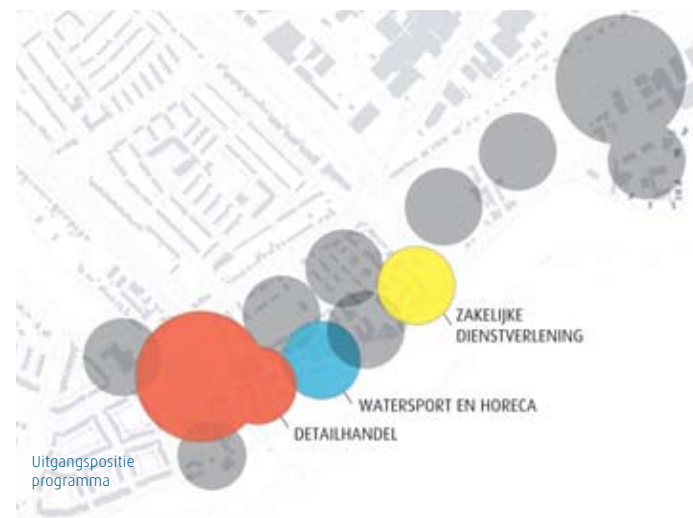 ZAKELIJKE
DIENSTVERLENING
WATERSPORT EN HORECA
DETAILHANDEL
Uitgangspositie
programma